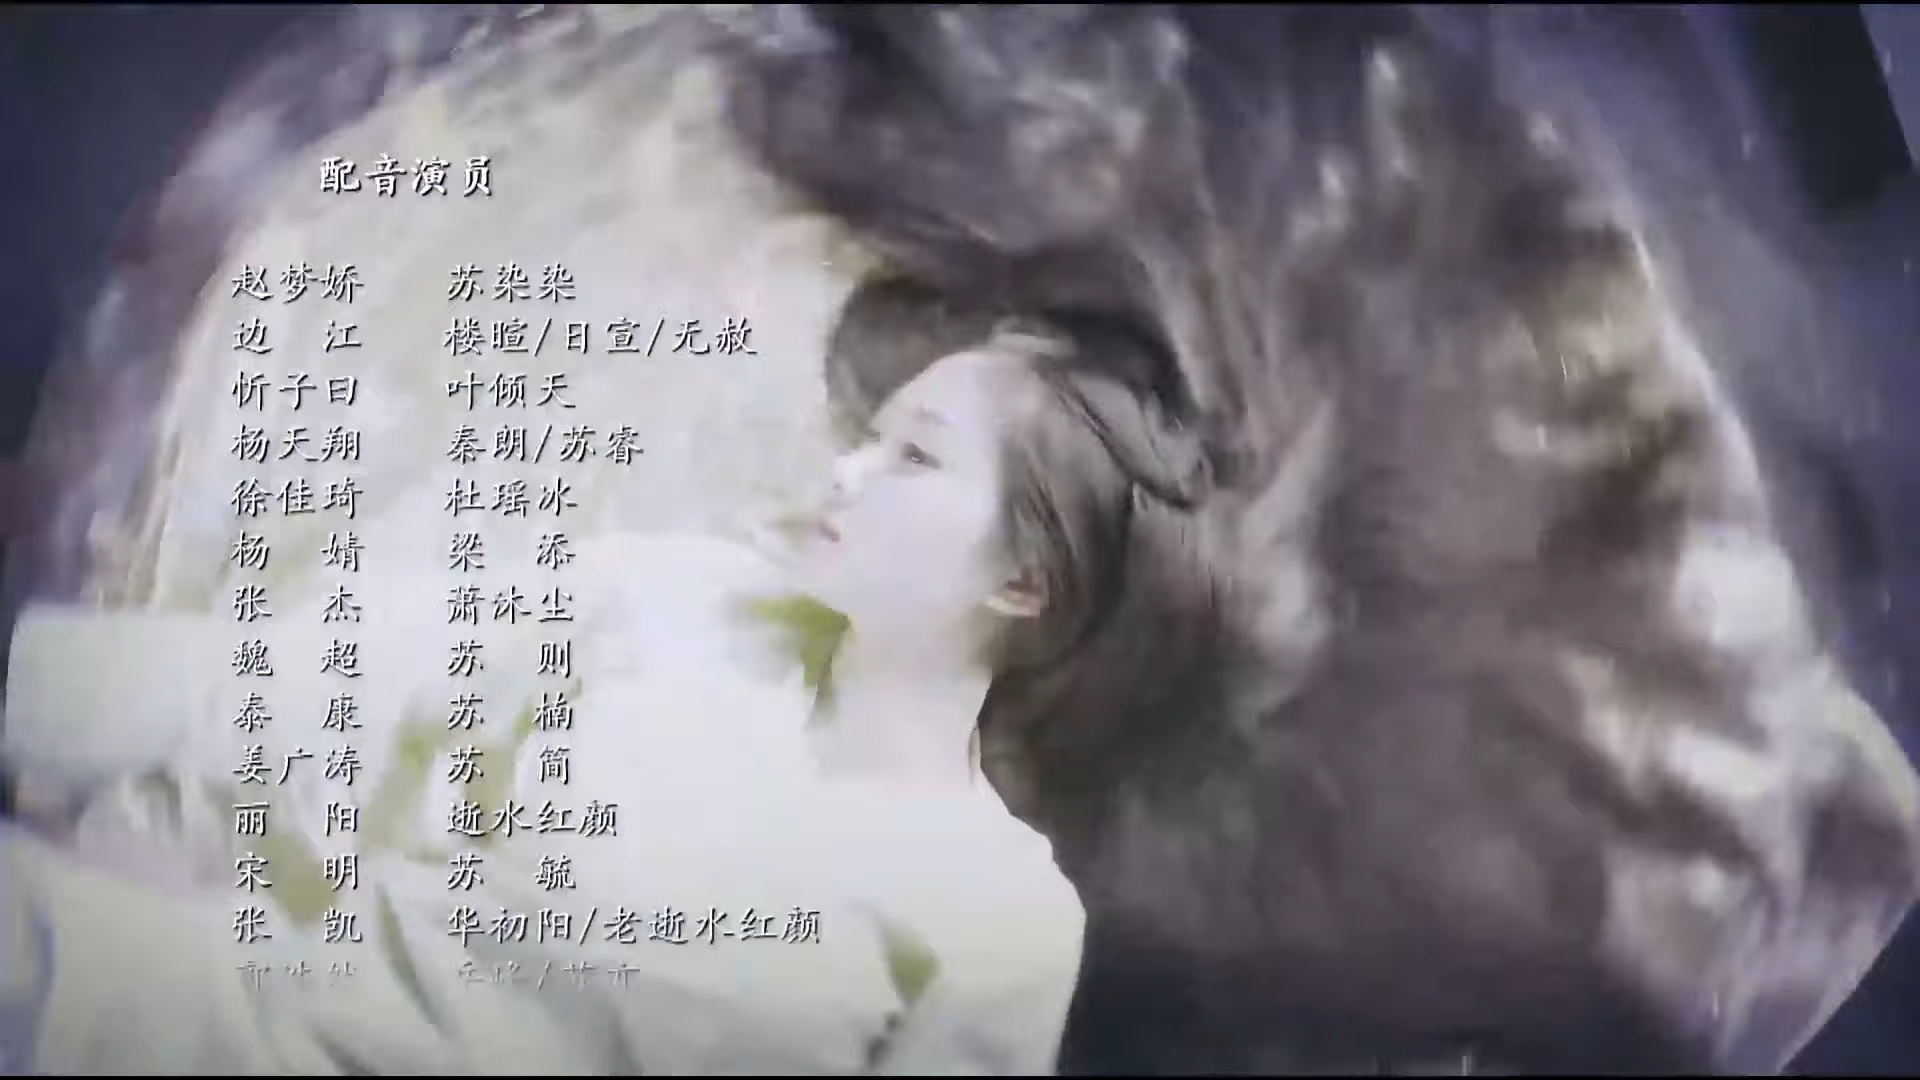 配音演员
赵梦娇 苏染染
边 江 楼暄/日宣/无赦
忻子曰 叶倾天
杨天翔 秦朗/苏睿
徐佳琦 杜瑶冰
杨 婧 梁 添
张 杰 萧沐尘
魏 超 苏 则
泰 康 苏 楠
姜广涛 苏 简
丽 阳 逝水红颜
宋 明 苏 毓
张 凯 华初阳/老逝水红颜